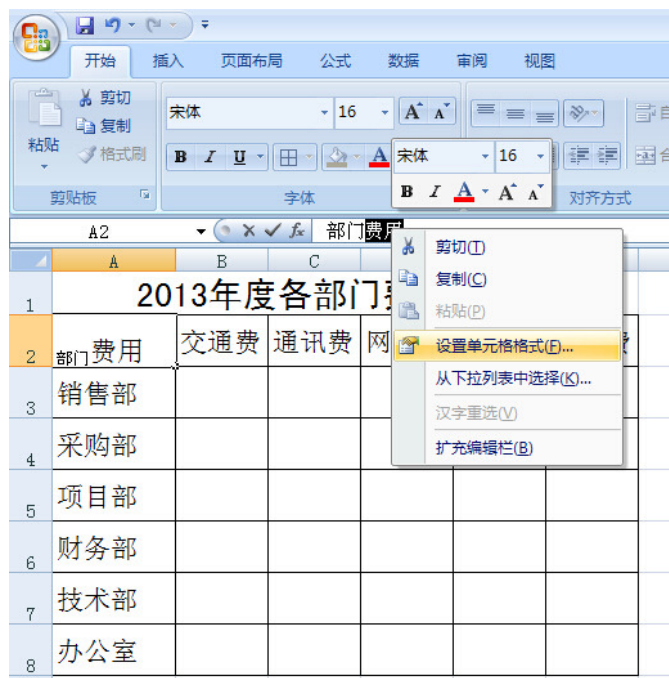 开始 插入 页面布局 公式 数据 审阅 视图
剪切
宋体 16 A A
复制
粘贴
格式刷
B I U A
宋体 16
B I A A A
剪贴板 字体 对齐方式
A2 fx 部门费用
剪切(T)
复制(C)
粘贴(P)
设置单元格格式(F)...
从下拉列表中选择(K)...
汉字重选(V)
扩充编辑栏(B)
A B C
1 2013年度各部门
2 部门费用 交通费 通讯费 网 费
3 销售部
4 采购部
5 项目部
6 财务部
7 技术部
8 办公室